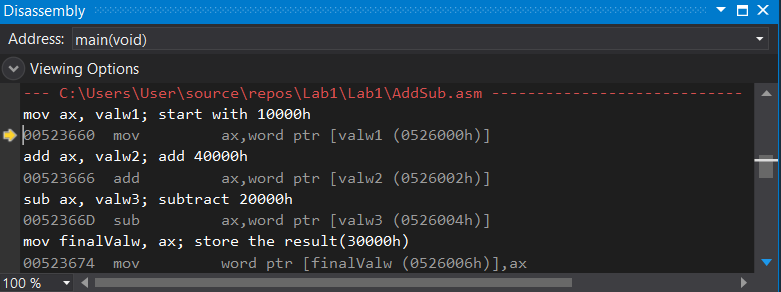 Disassembly
Address: main(void)
Viewing Options
--- C:\Users\User\source\repos\Lab1\Lab1\AddSub.asm ----------------------------
mov ax, valw1; start with 10000h
00523660  mov         ax,word ptr [valw1 (0526000h)]
add ax, valw2; add 40000h
00523666  add         ax,word ptr [valw2 (0526002h)]
sub ax, valw3; subtract 20000h
0052366D  sub         ax,word ptr [valw3 (0526004h)]
mov finalValw, ax; store the result(30000h)
00523674  mov         word ptr [finalValw (0526006h)],ax
100 %